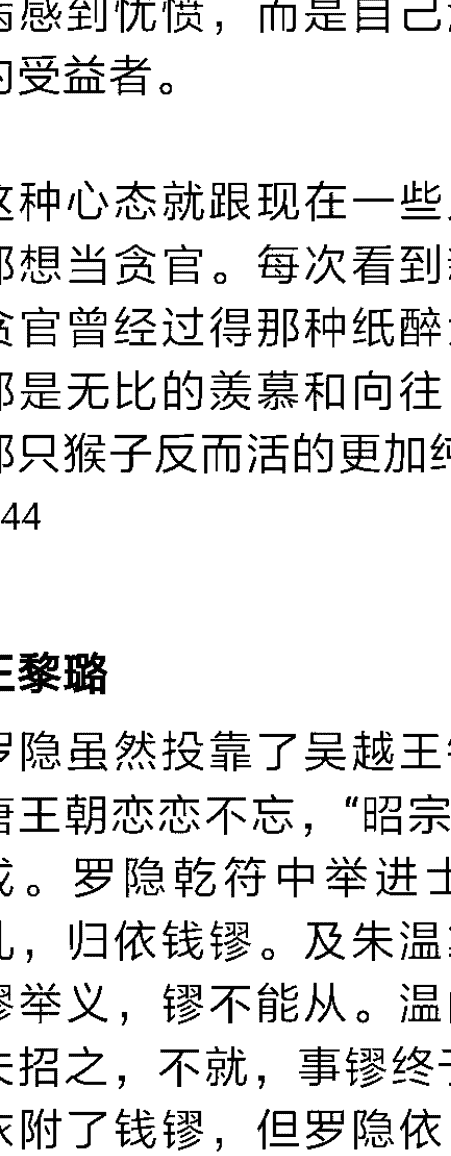 感到忧愤，而是自己
受益者。
这种心态就跟现在一些
都想当贪官。每次看到
贪官曾经过得那种纸醉
都是无比的羡慕和向往
那只猴子反而活的更加纯
44
王黎璐
罗隐虽然投靠了吴越王
唐王朝恋恋不忘，“昭宗
成。罗隐乾符中举进士
乱，归依钱镠。及朱温
镠举义，镠不能从。温
夫招之，不就，事镠终于
依附了钱镠，但罗隐依